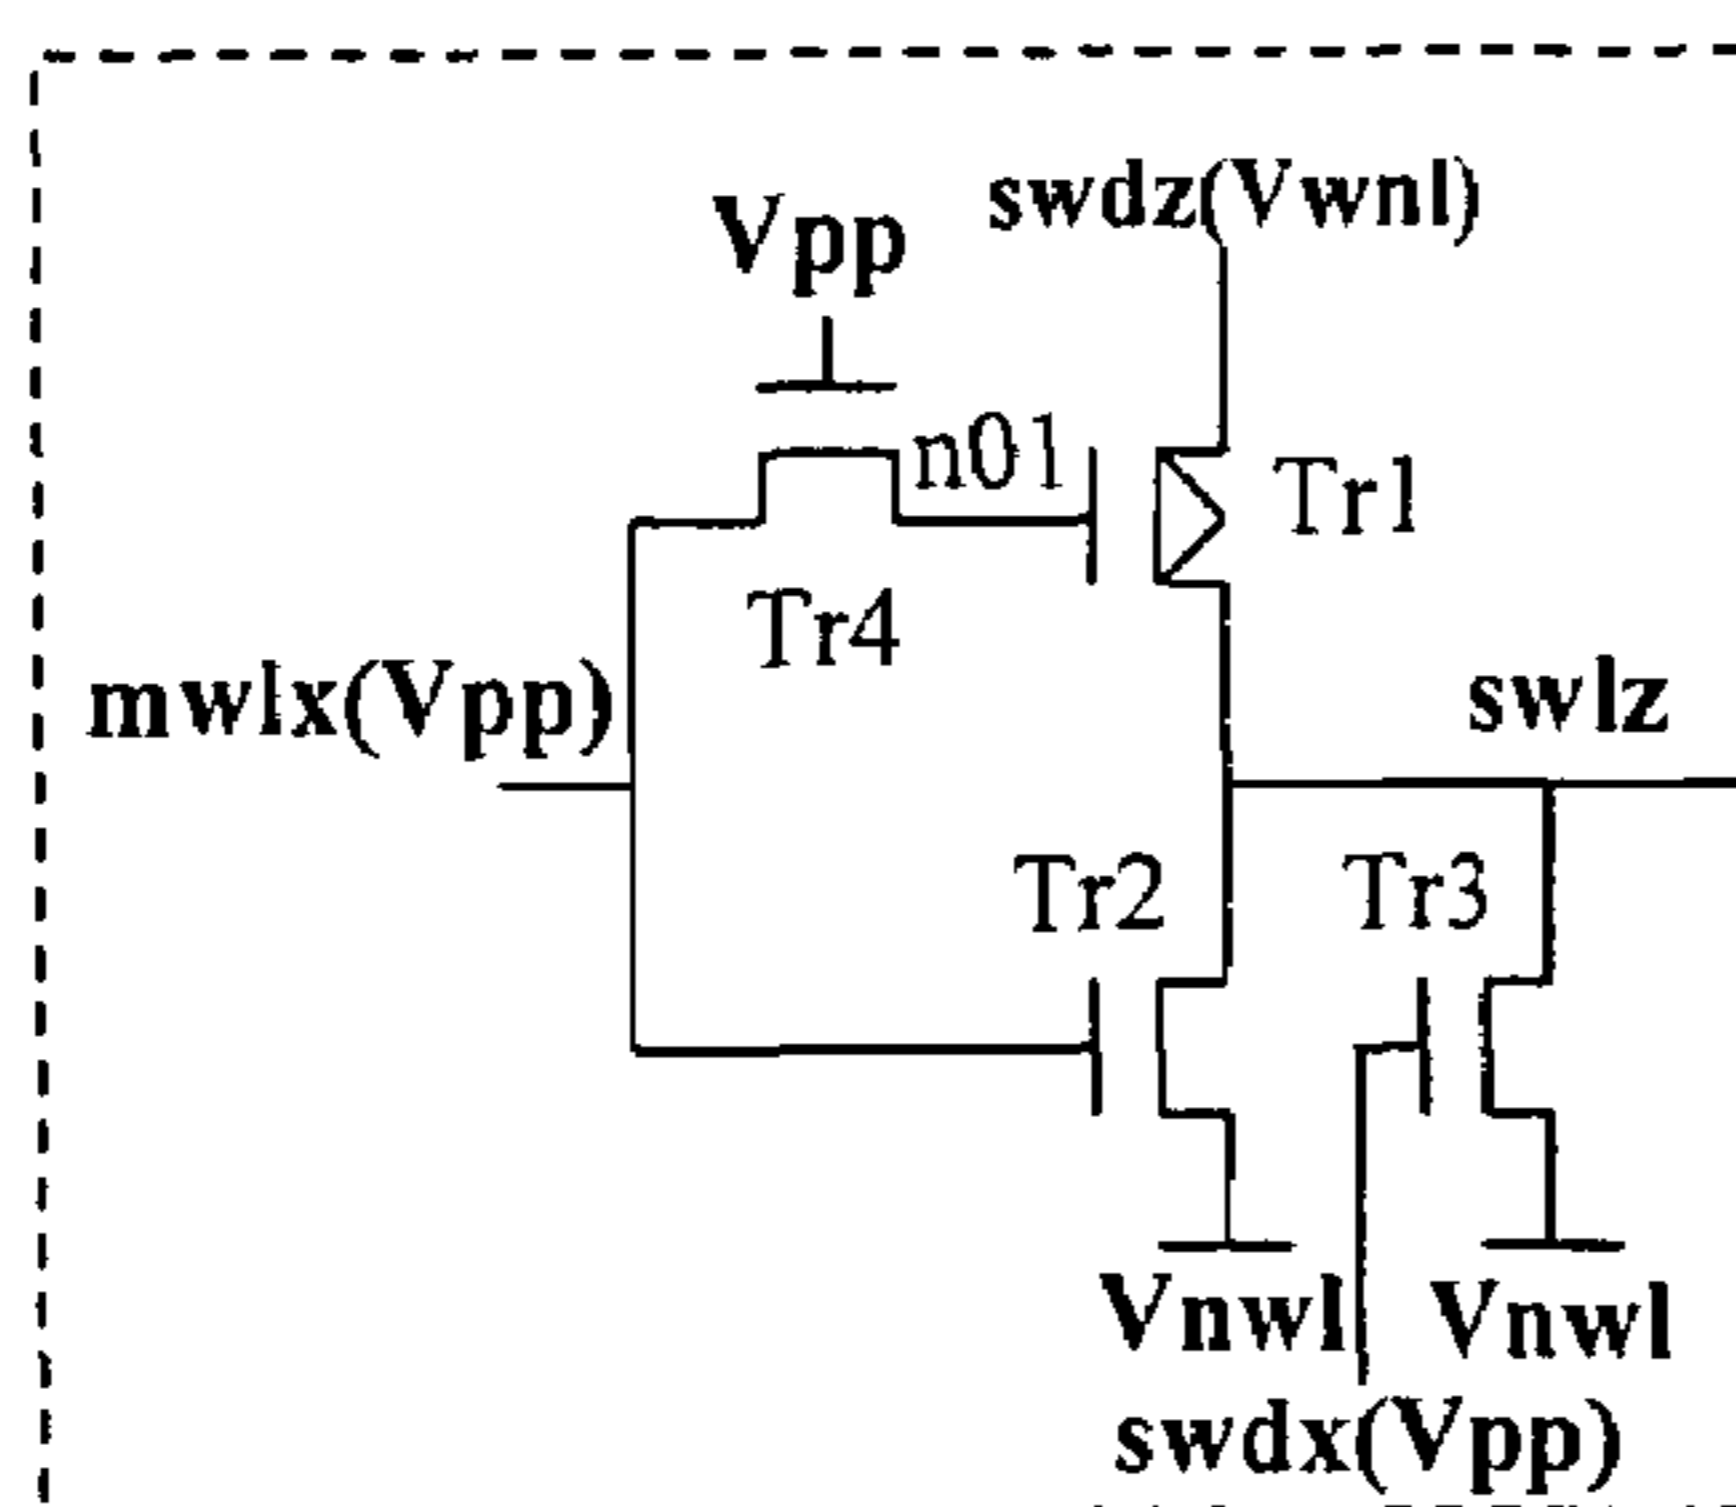 swdz(Vwnl)
Vpp
n01
Tr1
Tr4
mwlx(Vpp)
swlz
Tr2
Tr3
Vnwl
Vnwl
swdx(Vpp)